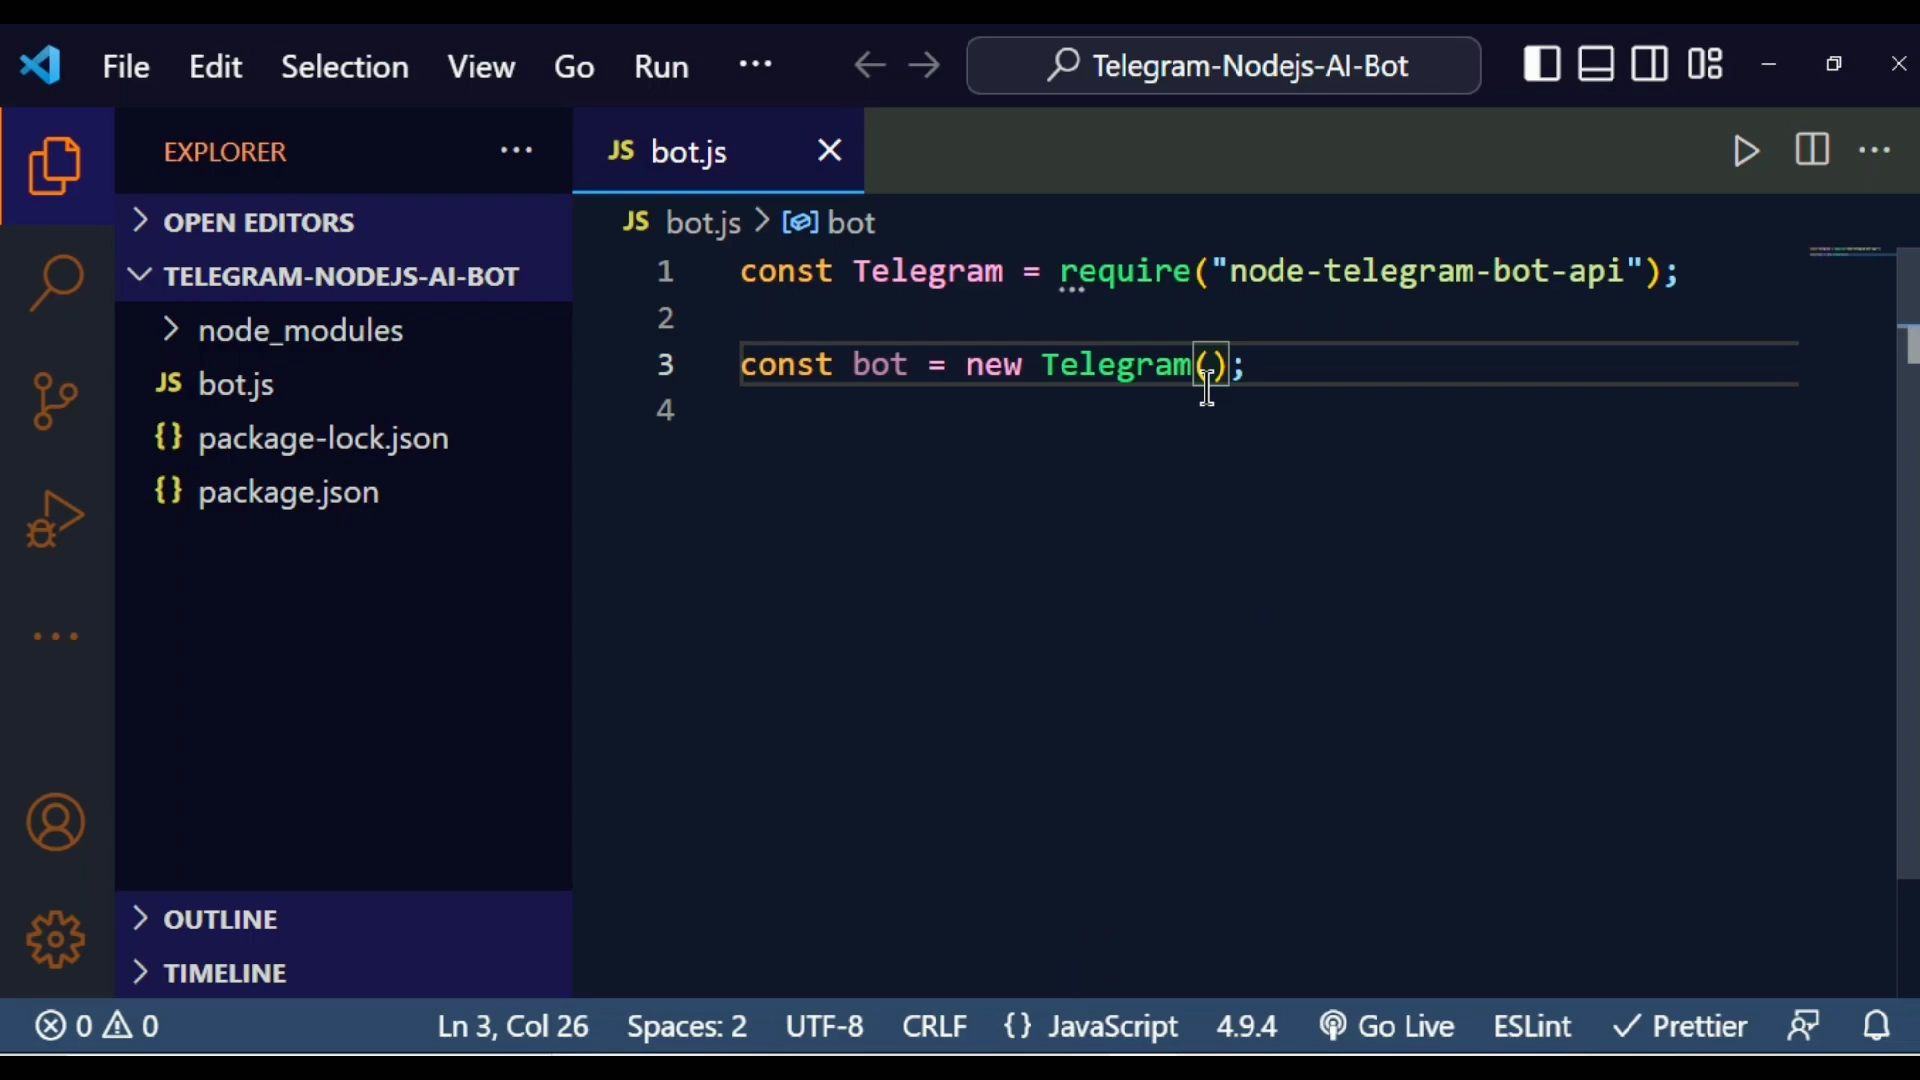 File Edit Selection View Go Run ··· Telegram-Nodejs-AI-Bot
EXPLORER ···
JS bot.js
OPEN EDITORS
JS bot.js > bot
TELEGRAM-NODEJS-AI-BOT
node_modules
JS bot.js
{} package-lock.json
{} package.json
1 const Telegram = require("node-telegram-bot-api");
2
3 const bot = new Telegram();
4
OUTLINE
TIMELINE
0 0 Ln 3, Col 26 Spaces: 2 UTF-8 CRLF {} JavaScript 4.9.4 Go Live ESLint Prettier